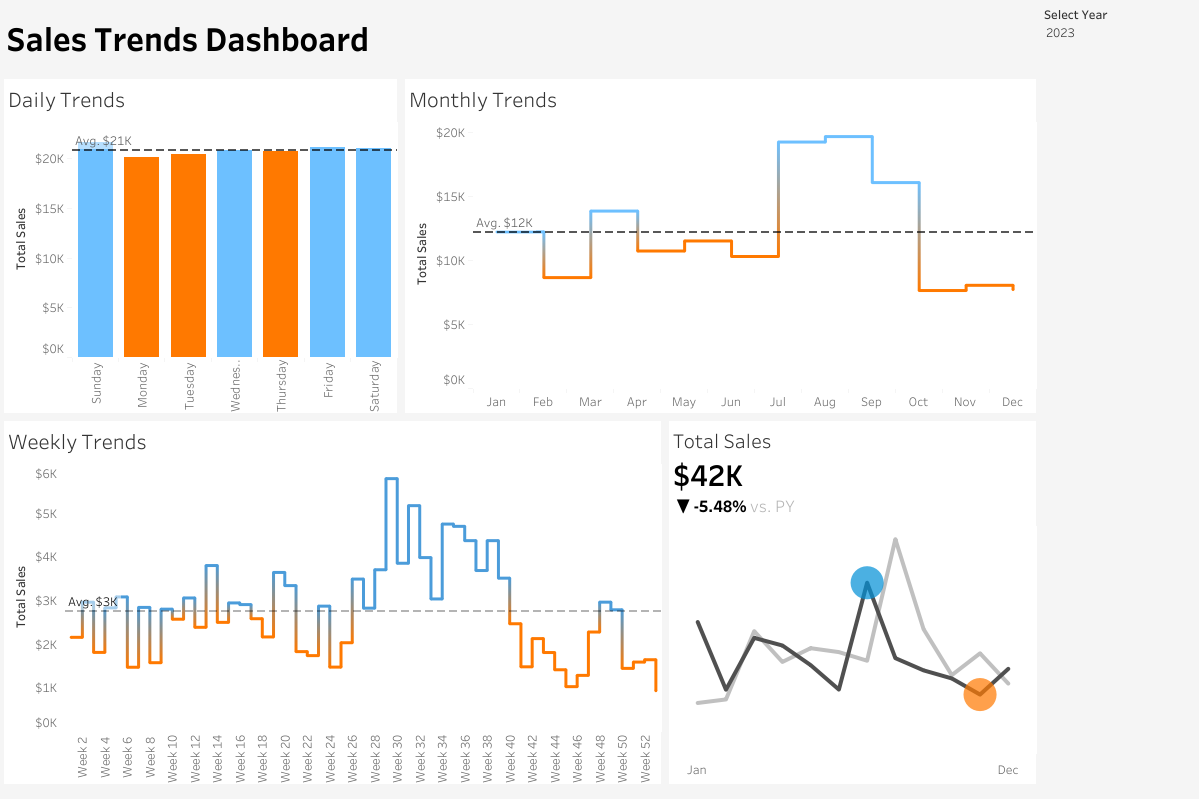 Sales Trends Dashboard
Select Year
2023
Daily Trends
Avg. $21K
$20K
$15K
$10K
$5K
$0K
Total Sales
Sunday
Monday
Tuesday
Wednes..
Thursday
Friday
Saturday
Monthly Trends
$20K
$15K
Avg. $12K
$10K
$5K
$0K
Total Sales
Jan Feb Mar Apr May Jun Jul Aug Sep Oct Nov Dec
Weekly Trends
$6K
$5K
$4K
$3K
Avg. $3K
$2K
$1K
$0K
Total Sales
Week 2
Week 4
Week 6
Week 8
Week 10
Week 12
Week 14
Week 16
Week 18
Week 20
Week 22
Week 24
Week 26
Week 28
Week 30
Week 32
Week 34
Week 36
Week 38
Week 40
Week 42
Week 44
Week 46
Week 48
Week 50
Week 52
Total Sales
$42K
▼ -5.48% vs. PY
Jan Dec